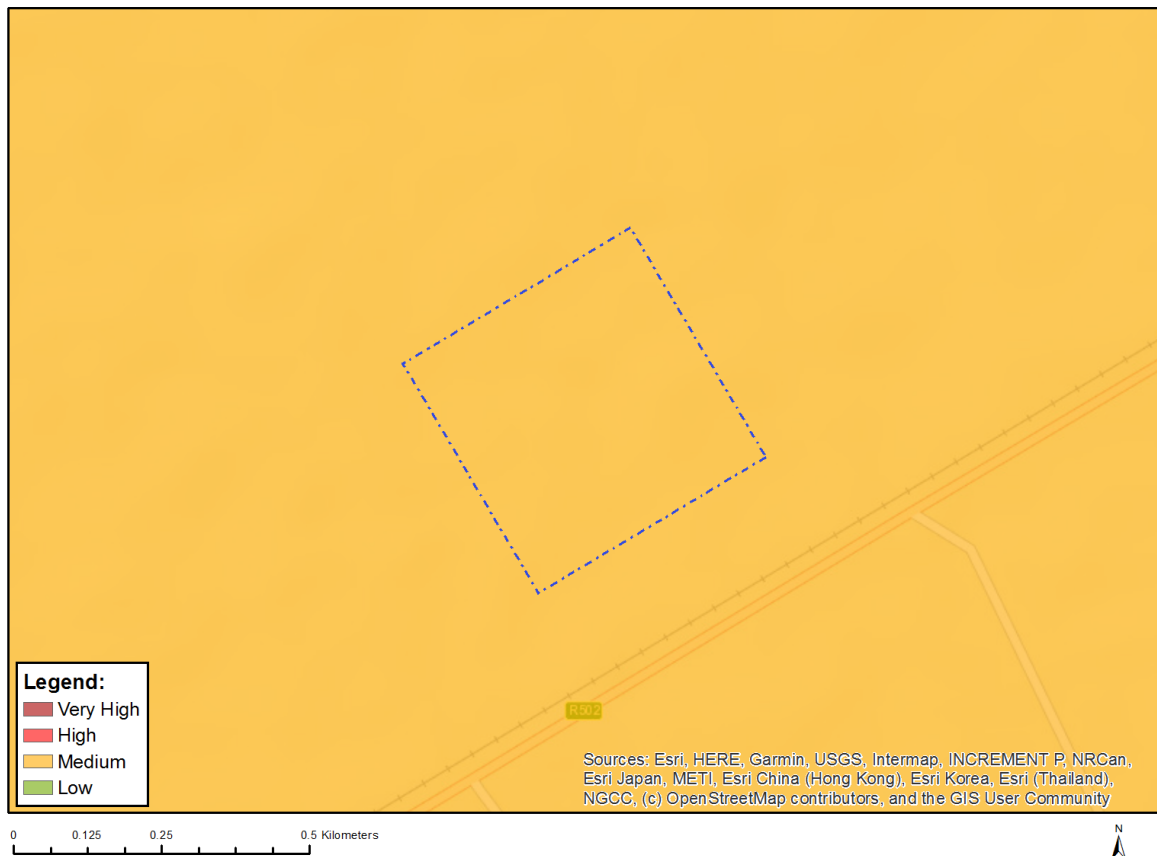 R502
Legend:
Very High
High
Medium
Low
Sources: Esri, HERE, Garmin, USGS, Intermap, INCREMENT P, NRCan,
Esri Japan, METI, Esri China (Hong Kong), Esri Korea, Esri (Thailand),
NGCC, (c) OpenStreetMap contributors, and the GIS User Community
0 0.125 0.25 0.5 Kilometers
N